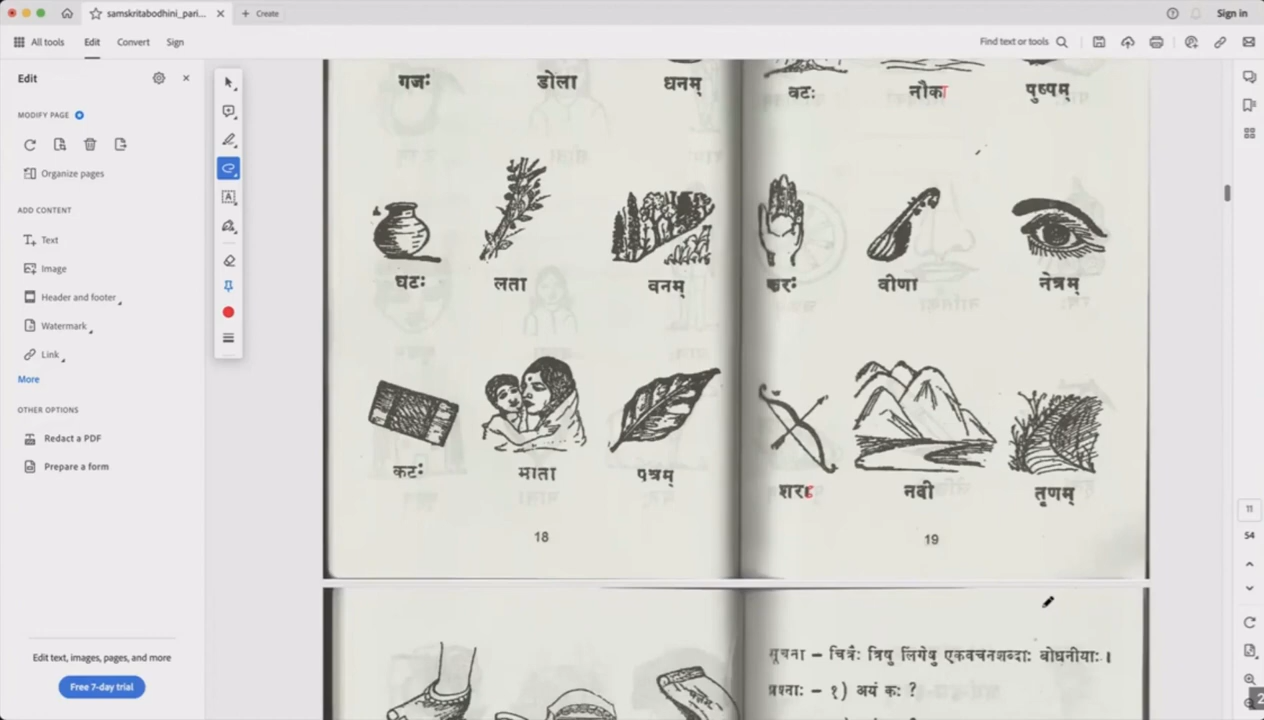 samskritabodhini_pari...
Create
Sign in
All tools
Edit
Convert
Sign
Find text or tools
Edit
MODIFY PAGE
Organize pages
ADD CONTENT
Text
Image
Header and footer
Watermark
Link
More
OTHER OPTIONS
Redact a PDF
Prepare a form
Edit text, images, pages, and more
Free 7-day trial
गजः डोला धनम्
घटः लता वनम्
कटः माता पत्रम्
18
वटः नौका पुष्पम्
करः वीणा नेत्रम्
शरः नदी तृणम्
19
सूचना – चित्रैः त्रिषु लिंगेषु एकवचनशब्दाः बोधनीयाः ।
प्रश्नाः – १) अयं कः ?
11
54